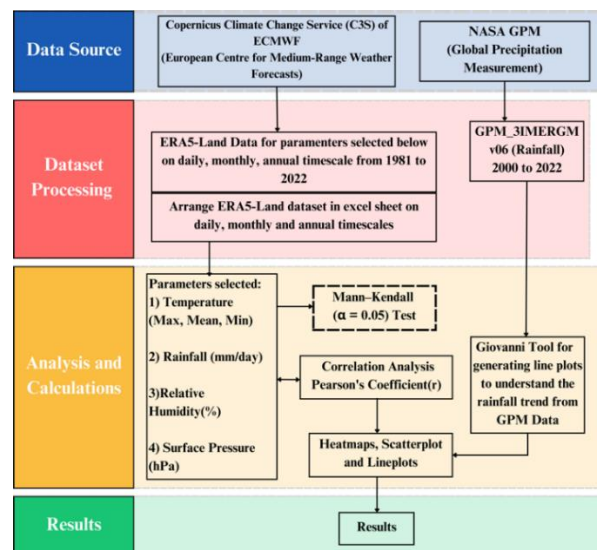 Data Source
Copernicus Climate Change Service (C3S) of
ECMWF
(European Centre for Medium-Range Weather
Forecasts)
NASA GPM
(Global Precipitation
Measurement)
Dataset
Processing
ERA5-Land Data for paramenters selected below
on daily, monthly, annual timescale from 1981 to
2022
Arrange ERA5-Land dataset in excel sheet on
daily, monthly and annual timescales
GPM_3IMERGM
v06 (Rainfall)
2000 to 2022
Analysis and
Calculations
Parameters selected:
1) Temperature
(Max, Mean, Min)
2) Rainfall (mm/day)
3)Relative
Humidity(%)
4) Surface Pressure
(hPa)
Mann–Kendall
(α = 0.05) Test
Correlation Analysis
Pearson's Coefficient(r)
Heatmaps, Scatterplot
and Lineplots
Giovanni Tool for
generating line plots
to understand the
rainfall trend from
GPM Data
Results
Results